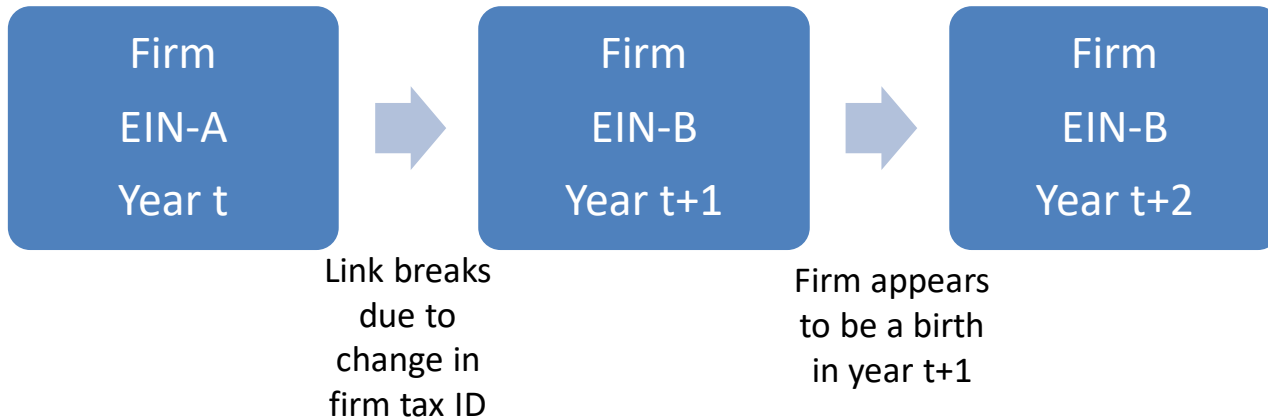 Firm
EIN-A
Year t
Firm
EIN-B
Year t+1
Firm
EIN-B
Year t+2
Link breaks
due to
change in
firm tax ID
Firm appears
to be a birth
in year t+1